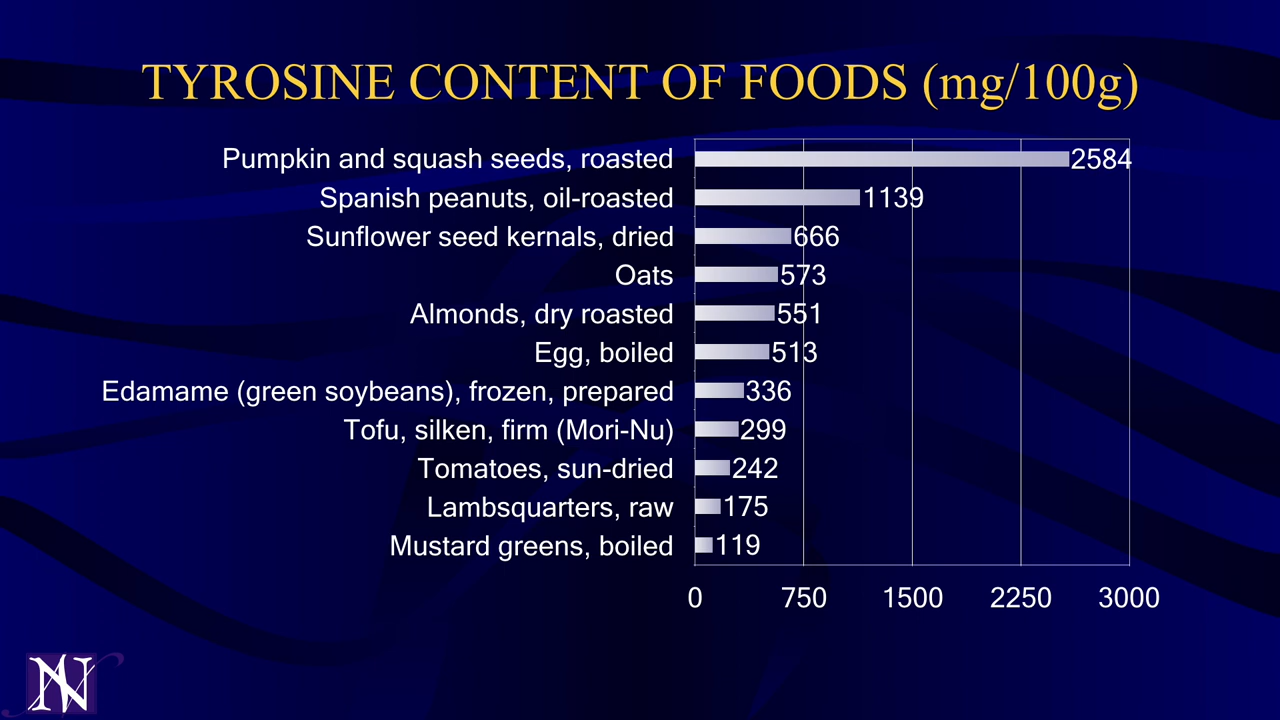 TYROSINE CONTENT OF FOODS (mg/100g)
Pumpkin and squash seeds, roasted 2584
Spanish peanuts, oil-roasted 1139
Sunflower seed kernals, dried 666
Oats 573
Almonds, dry roasted 551
Egg, boiled 513
Edamame (green soybeans), frozen, prepared 336
Tofu, silken, firm (Mori-Nu) 299
Tomatoes, sun-dried 242
Lambsquarters, raw 175
Mustard greens, boiled 119
0 750 1500 2250 3000
N